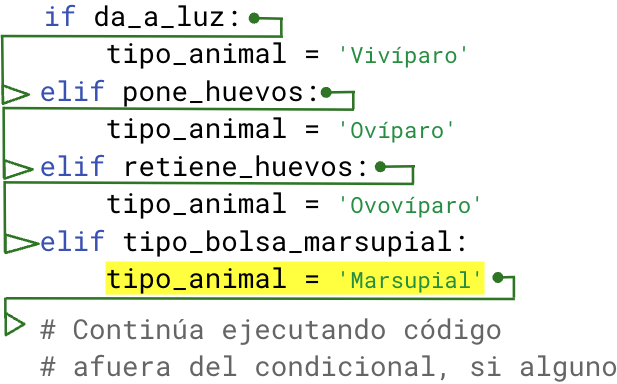 if da_a_luz:
tipo_animal = 'Vivíparo'
elif pone_huevos:
tipo_animal = 'Ovíparo'
elif retiene_huevos:
tipo_animal = 'Ovovíparo'
elif tipo_bolsa_marsupial:
tipo_animal = 'Marsupial'
# Continúa ejecutando código
# afuera del condicional, si alguno